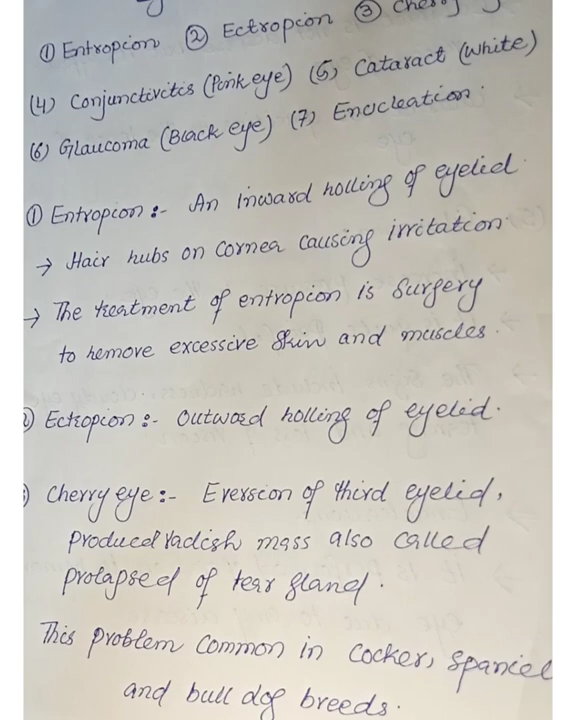 ① Entropion ② Ectropion ③ Cherry
(4) Conjunctivitis (Pink eye) (5) Cataract (white)
(6) Glaucoma (Black eye) (7) Enucleation.
① Entropion :- An Inward rolling of eyelid.
→ Hair rubs on cornea causing irritation.
→ The treatment of entropion is surgery
to remove excessive skin and muscles.
② Ectropion :- Outward rolling of eyelid.
③ Cherry eye :- Eversion of third eyelid,
produced radish mass also called
prolapsed of tear gland.
This problem common in cocker, spaniel
and bull dog breeds.